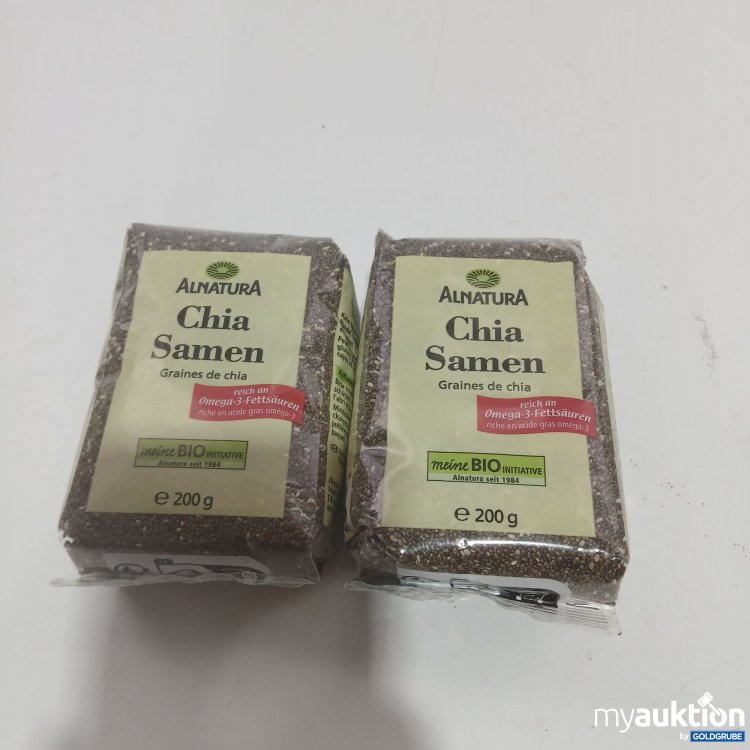 ALNATURA
Chia
Samen
Graines de chia
reich an
Omega-3-Fettsäuren
riche en acide gras oméga-3
meine BIO INITIATIVE
Alnatura seit 1984
℮ 200 g
ALNATURA
Chia
Samen
Graines de chia
reich an
Omega-3-Fettsäuren
riche en acide gras oméga-3
meine BIO INITIATIVE
Alnatura seit 1984
℮ 200 g
myauktion
by GOLDGRUBE